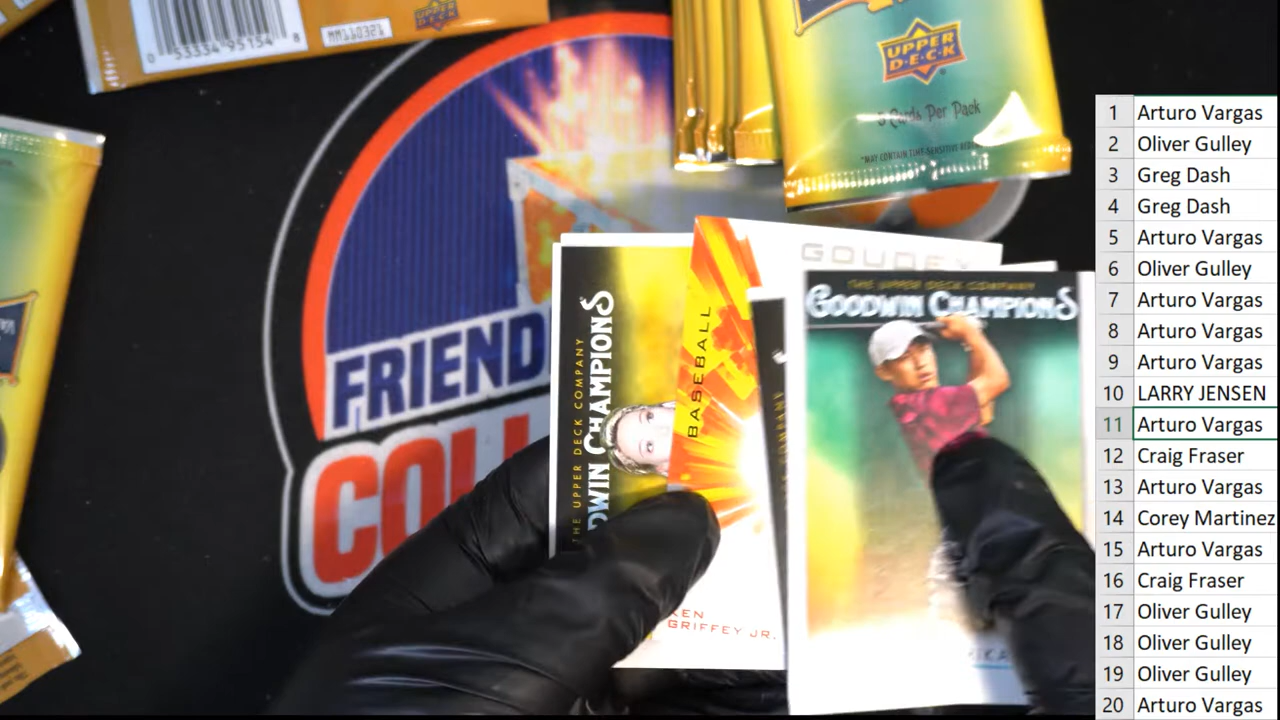 0 53334 95154 8
MM110321
UPPER
DECK
UPPER
D·E·C·K
5 Cards Per Pack
*MAY CONTAIN TIME-SENSITIVE
FRIEND
COLL
THE UPPER DECK COMPANY
DWIN CHAMPIONS
BASEBALL
KEN
GRIFFEY JR.
GOUDEY
COMPANY
THE UPPER DECK COMPANY
GOODWIN CHAMPIONS
1 Arturo Vargas
2 Oliver Gulley
3 Greg Dash
4 Greg Dash
5 Arturo Vargas
6 Oliver Gulley
7 Arturo Vargas
8 Arturo Vargas
9 Arturo Vargas
10 LARRY JENSEN
11 Arturo Vargas
12 Craig Fraser
13 Arturo Vargas
14 Corey Martinez
15 Arturo Vargas
16 Craig Fraser
17 Oliver Gulley
18 Oliver Gulley
19 Oliver Gulley
20 Arturo Vargas